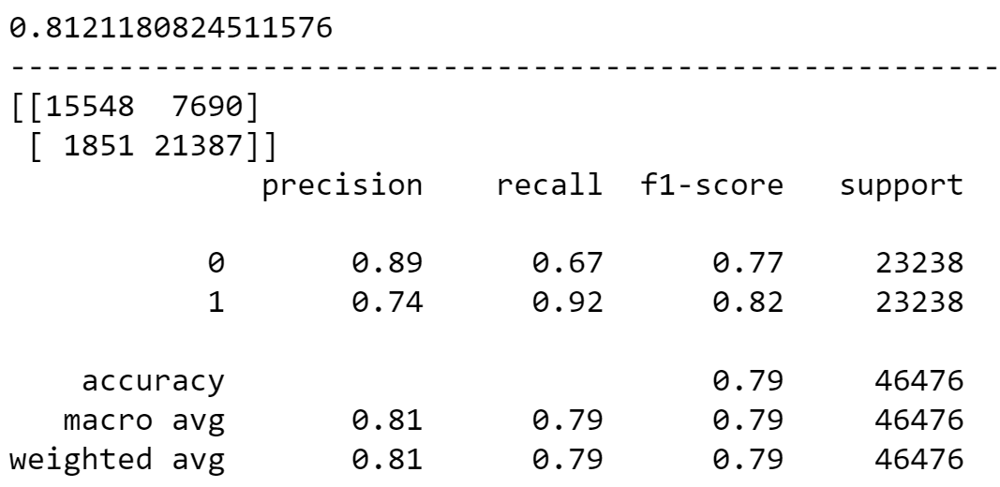 0.8121180824511576
-------------------------------------------------------
[[15548  7690]
 [ 1851 21387]]
              precision    recall  f1-score   support

           0       0.89      0.67      0.77     23238
           1       0.74      0.92      0.82     23238

    accuracy                           0.79     46476
   macro avg       0.81      0.79      0.79     46476
weighted avg       0.81      0.79      0.79     46476